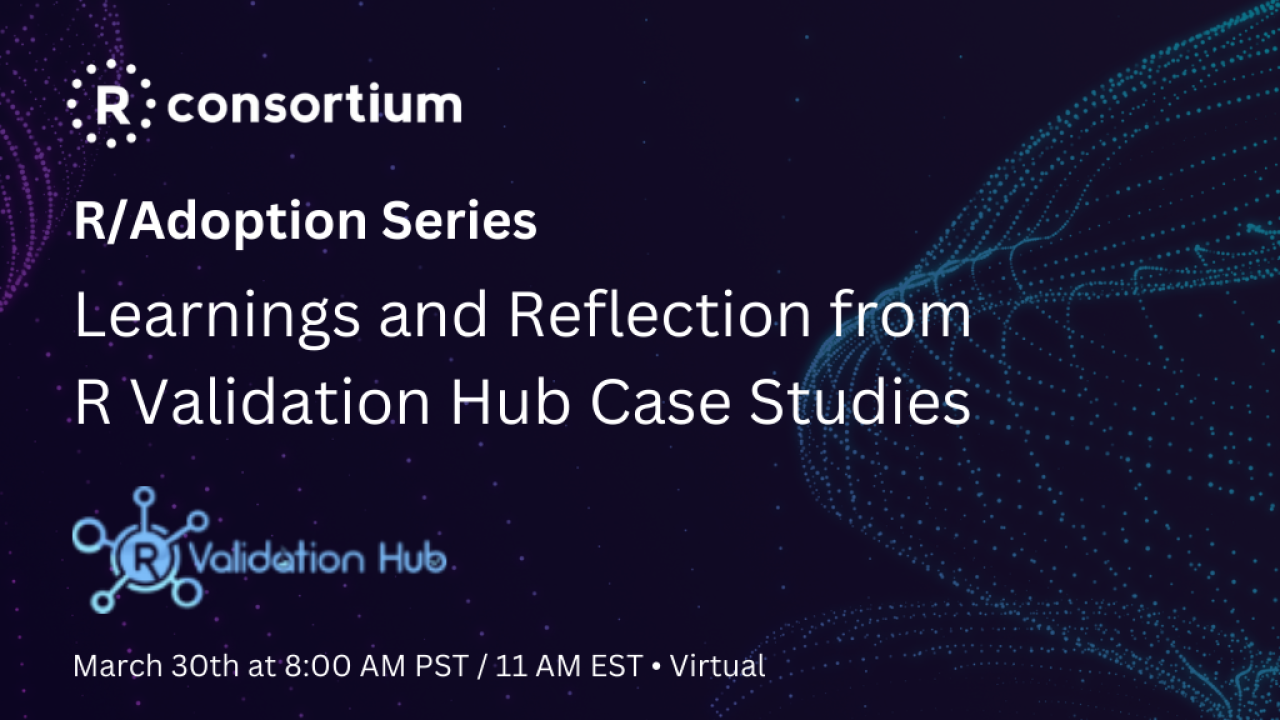 R consortium
R/Adoption Series
Learnings and Reflection from
R Validation Hub Case Studies
R Validation Hub
March 30th at 8:00 AM PST / 11 AM EST • Virtual